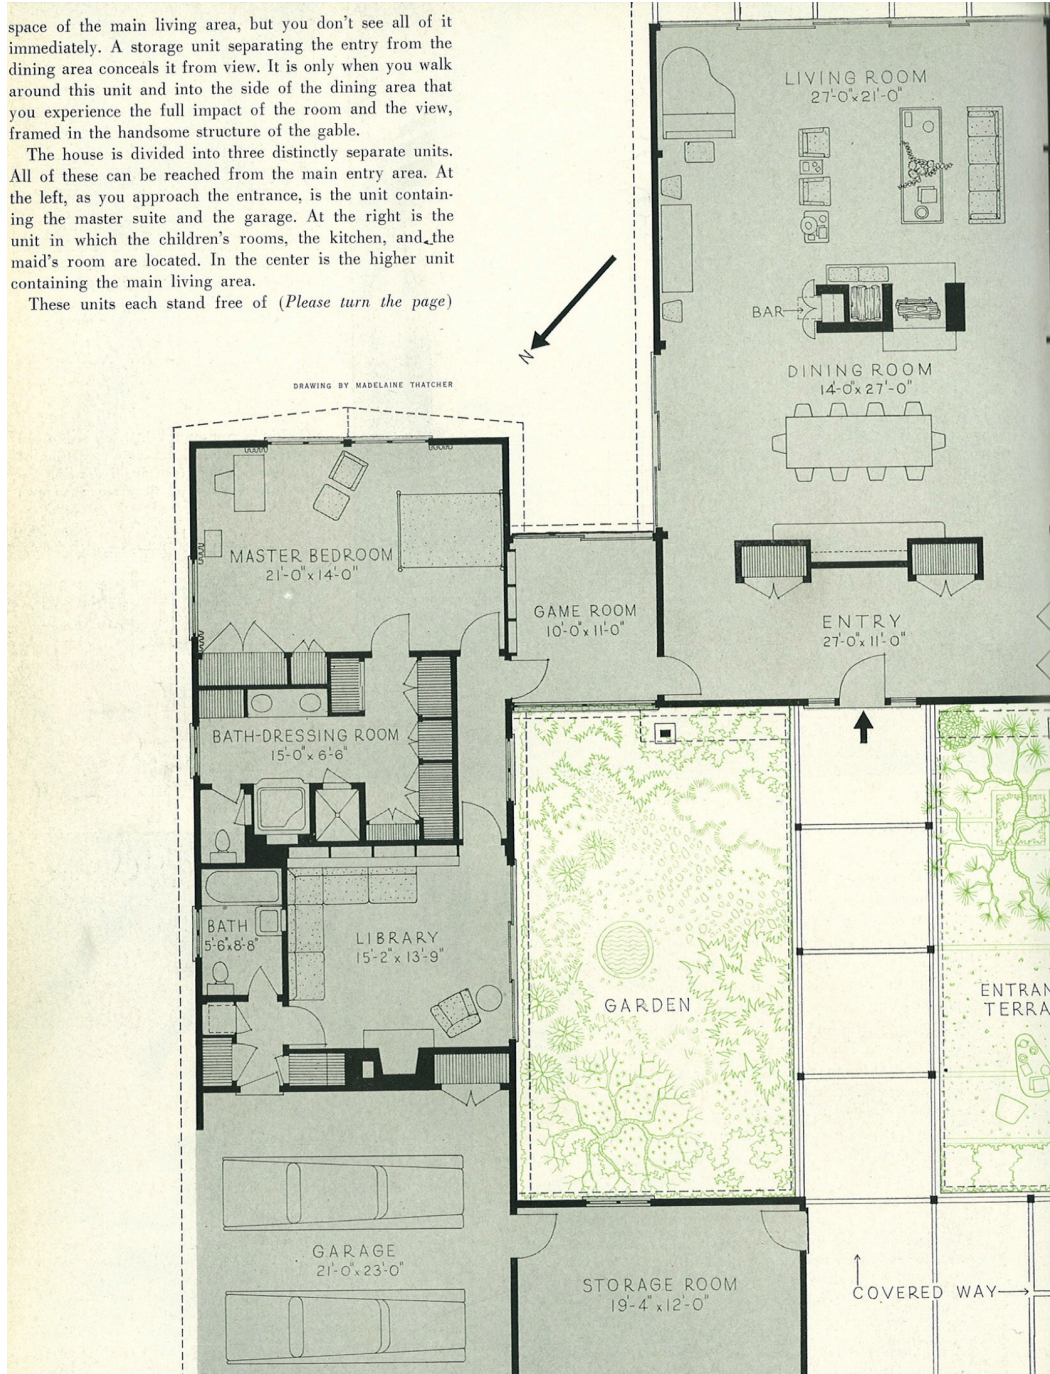 space of the main living area, but you don't see all of it
immediately. A storage unit separating the entry from the
dining area conceals it from view. It is only when you walk
around this unit and into the side of the dining area that
you experience the full impact of the room and the view,
framed in the handsome structure of the gable.
The house is divided into three distinctly separate units.
All of these can be reached from the main entry area. At
the left, as you approach the entrance, is the unit contain-
ing the master suite and the garage. At the right is the
unit in which the children's rooms, the kitchen, and the
maid's room are located. In the center is the higher unit
containing the main living area.
These units each stand free of (Please turn the page)
DRAWING BY MADELAINE THATCHER
N
LIVING ROOM
27'-0"x21'-0"
BAR
DINING ROOM
14'-0"x27'-0"
MASTER BEDROOM
21'-0"x14'-0"
GAME ROOM
10'-0"x11'-0"
ENTRY
27'-0"x11'-0"
BATH-DRESSING ROOM
15'-0"x6'-6"
BATH
5'-6"x8'-8"
LIBRARY
15'-2"x13'-9"
GARDEN
ENTRAN
TERRA
GARAGE
21'-0"x23'-0"
STORAGE ROOM
19'-4"x12'-0"
COVERED WAY